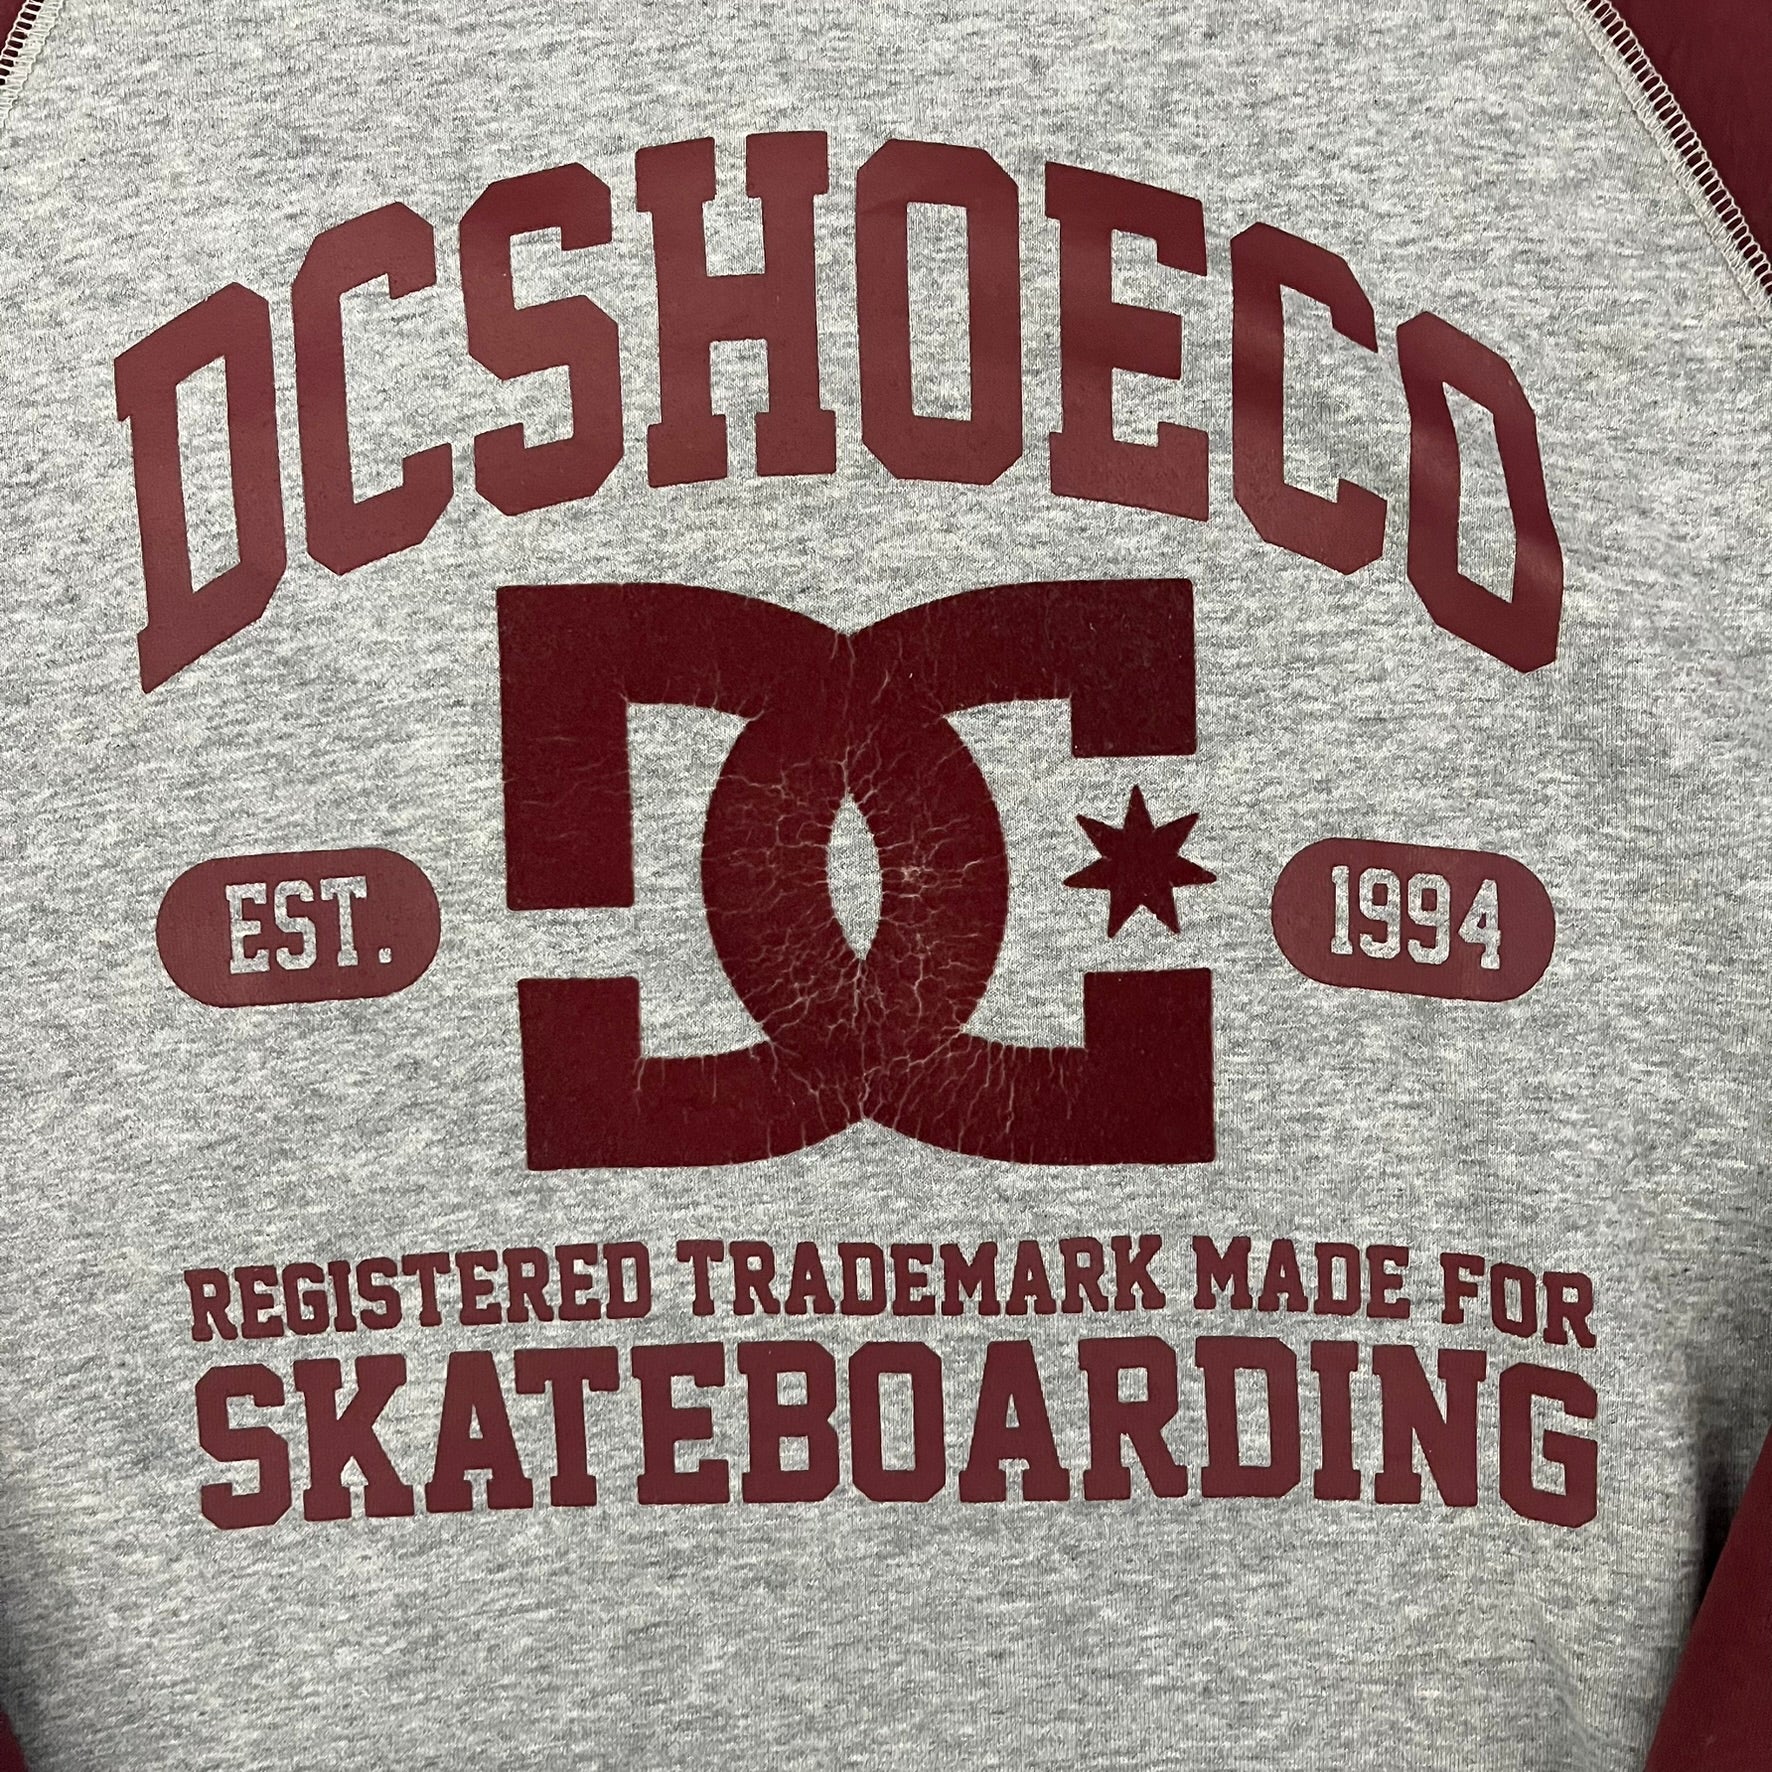 DCSHOECO
DC
EST. 1994
REGISTERED TRADEMARK MADE FOR
SKATEBOARDING